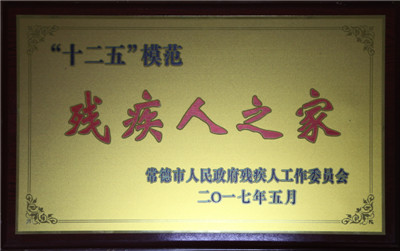 “十二五”模范
残疾人之家
常德市人民政府残疾人工作委员会
二〇一七年五月